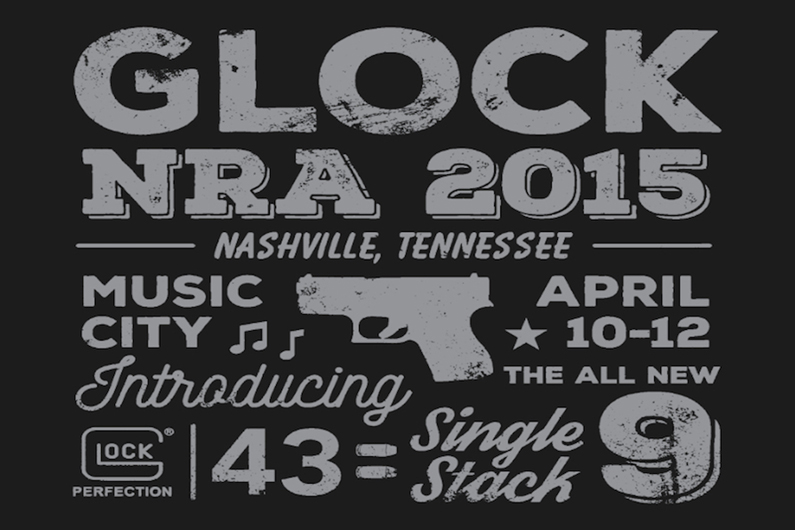 GLOCK
NRA 2015
NASHVILLE, TENNESSEE
MUSIC CITY
APRIL 10-12
Introducing
THE ALL NEW
GLOCK®
PERFECTION
43=
Single Stack
9